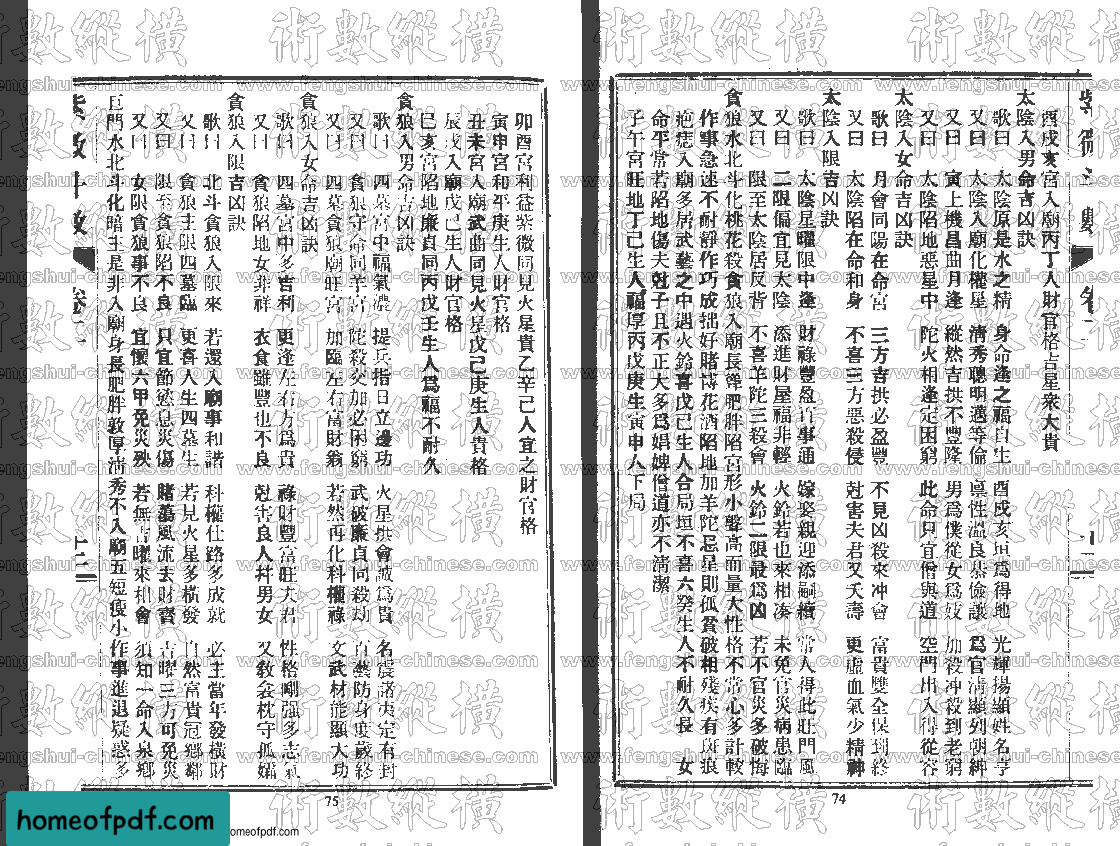 酉戌亥宮入廟丙丁人財官格吉星衆大貴
太陰入男命吉凶訣
歌曰 太陰原是水之精 身命逢之福自生 酉戌亥垣爲得地 光輝揚顯姓名亨
又曰 太陰入廟化權星 清秀聰明邁等倫 稟性溫良恭儉讓 爲官清顯列朝紳
又曰 寅上機昌曲月逢 縱然吉拱不豐隆 男爲僕從女爲妓 加殺冲殺到老窮
又曰 太陰陷地惡星中 陀火相逢定困窮 此命只宜僧與道 空門出入得從容
太陰入女命吉凶訣
歌曰 月會同陽在命宮 三方吉拱必盈豐 不見凶殺來冲會 富貴雙全保到終
又曰 太陰陷在命和身 不喜三方惡殺侵 尅害夫君又夭壽 更虛血氣少精神
太陰入限吉凶訣
歌曰 太陰星曜限中逢 財祿豐盈百事通 嫁娶親迎添嗣續 常人得此旺門風
又曰 二限偏宜見太陰 添進財屋福非輕 火鈴若也來相湊 未免官災病患臨
又曰 限至太陰居反背 不喜羊陀三殺會 火鈴二限最爲凶 若不官災多破悔
貪狼水北斗化桃花殺貪狼入廟長聳肥胖陷宮形小聲高而量大性格不常心多計較
作事急速不耐靜作巧成拙好賭博花酒陷地加羊陀忌星則孤貧破相殘疾有斑狼
疤痣入廟多居武藝之中遇火鈴喜戊己生人合局垣不喜六癸生人不耐久長 女
命平常若陷地傷夫尅子且不正大多爲娼婢僧道亦不清潔
子午宮旺地丁己生人福厚丙戊庚生寅申人下局
74
卯酉宮利益紫微同見火星貴乙辛己人宜之財官格
寅申宮和平庚生人財官格
丑未宮入廟武曲同見火星戊己庚生人貴格
辰戌入廟戊己生人財官格
巳亥宮陷地廉貞同丙戊壬生人爲福不耐久
貪狼入男命吉凶訣
歌曰 四墓宮中福氣濃 提兵指日立邊功 火星拱會誠爲貴 名震諸夷定有封
又曰 貪狼守命同羊宮 陀殺交加必困窮 武破廉貞同殺劫 百藝防身度歲終
又曰 四墓貪狼廟旺宮 加臨左右富財翁 若然再化科權祿 文武材能顯大功
貪狼入女命吉凶訣
歌曰 四墓宮中多吉利 更逢左右方爲貴 祿財豐富旺夫君 性格剛強多志氣
又曰 貪狼陷地女非祥 衣食雖豐也不良 尅害良人幷男女 又敎衾枕守孤孀
貪狼入限吉凶訣
歌曰 北斗貪狼入限來 若還入廟事和諧 科權仕路多成就 必主當年發橫財
又曰 貪狼主限四墓臨 更喜人生四墓生 若見火星多橫發 自然富貴冠鄉鄰
又曰 限至貪狼陷不良 只宜節慾息災傷 賭蕩風流去財寶 吉曜三方可免災
又曰 女限貪狼事不良 宜懷六甲免災殃 若無吉曜來相會 須知一命入泉鄉
巨門水北斗化暗主是非入廟身長肥胖敦厚清秀不入廟五短瘦小作事進退疑惑多
75
homeofpdf.com
homeofpdf.com
術數縱橫
www.fengshui-chinese.com